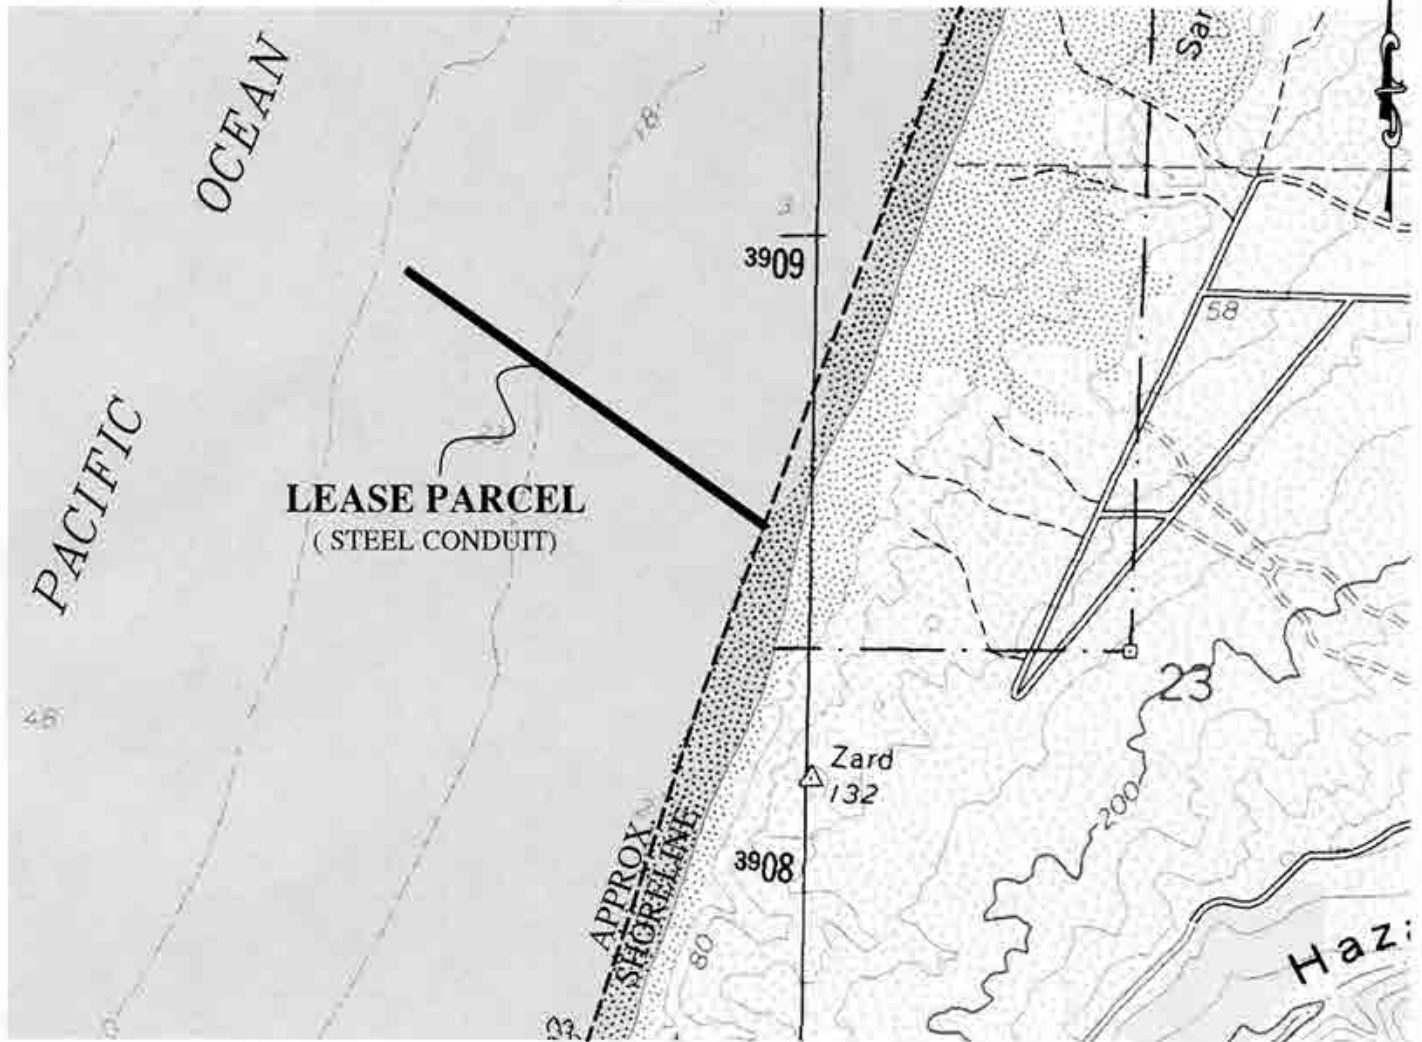 OCEAN
PACIFIC
San
18
3909
58
LEASE PARCEL
( STEEL CONDUIT)
23
46
Zard
132
200
3908
APPROX.
SHORELINE
80
Haz